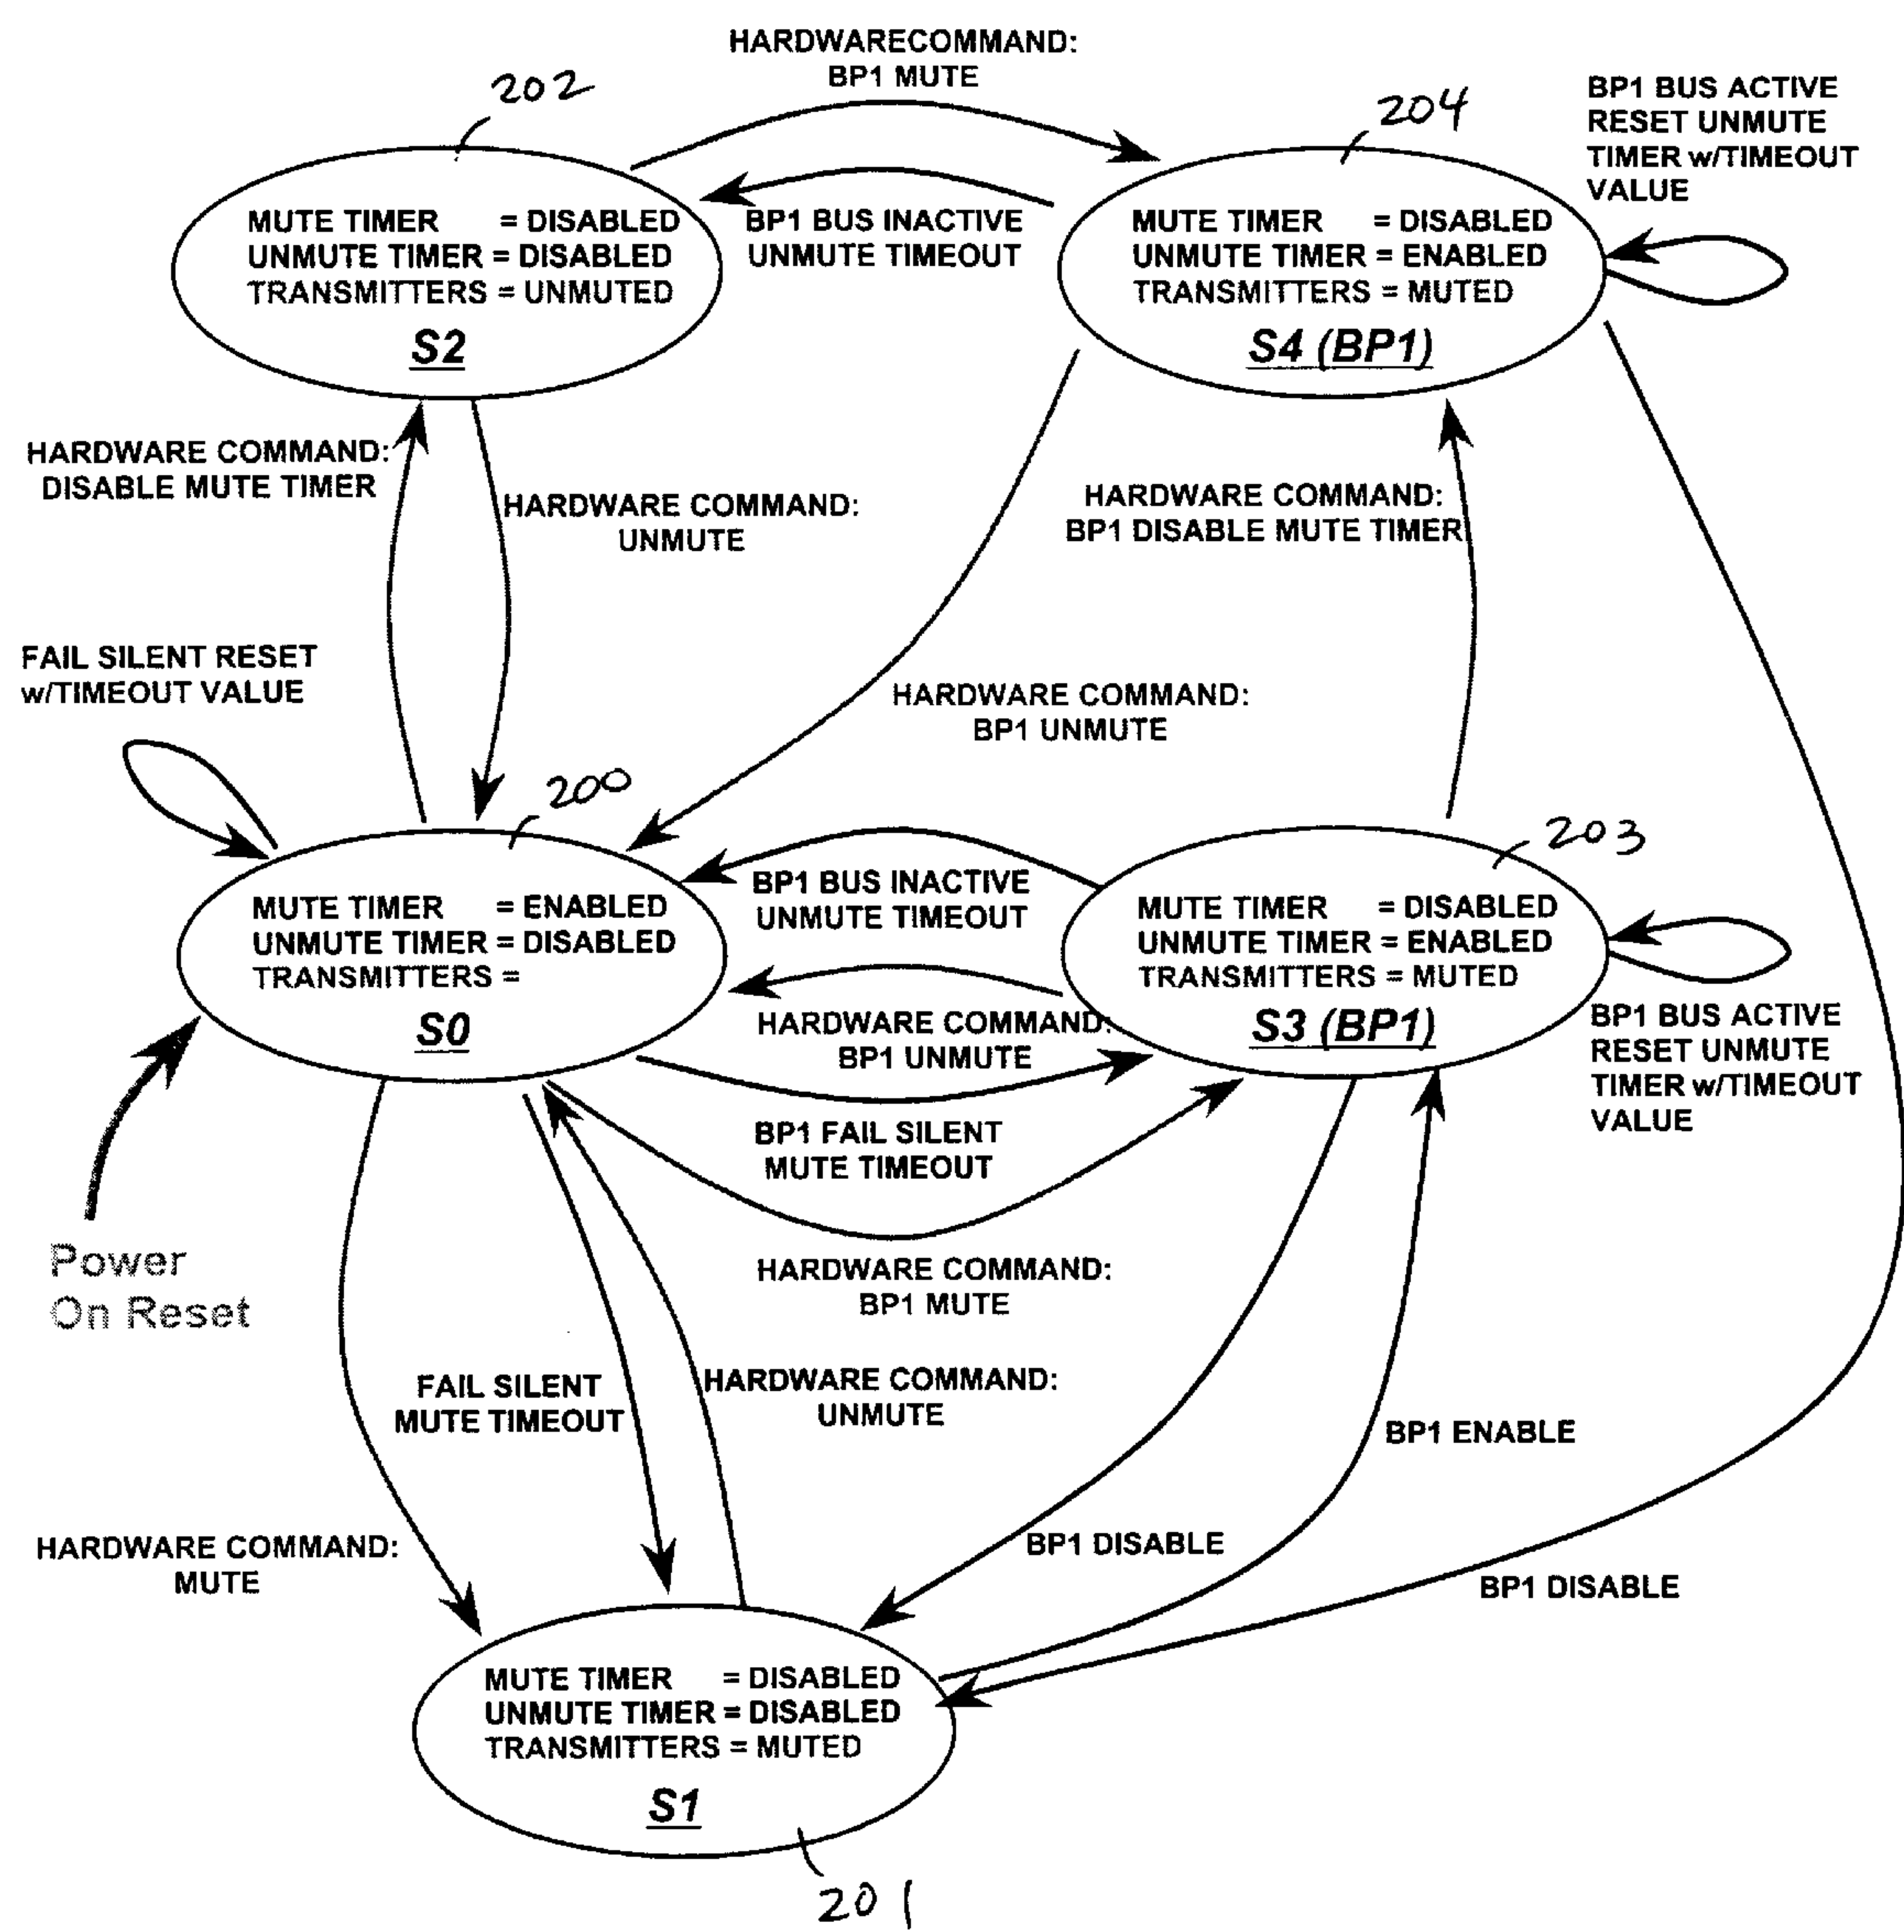 HARDWARECOMMAND:
BP1 MUTE
202
204
BP1 BUS ACTIVE
RESET UNMUTE
TIMER w/TIMEOUT
VALUE
MUTE TIMER = DISABLED
UNMUTE TIMER = DISABLED
TRANSMITTERS = UNMUTED
S2
BP1 BUS INACTIVE
UNMUTE TIMEOUT
MUTE TIMER = DISABLED
UNMUTE TIMER = ENABLED
TRANSMITTERS = MUTED
S4 (BP1)
HARDWARE COMMAND:
DISABLE MUTE TIMER
HARDWARE COMMAND:
UNMUTE
HARDWARE COMMAND:
BP1 DISABLE MUTE TIMER
FAIL SILENT RESET
w/TIMEOUT VALUE
HARDWARE COMMAND:
BP1 UNMUTE
200
203
MUTE TIMER = ENABLED
UNMUTE TIMER = DISABLED
TRANSMITTERS =
S0
BP1 BUS INACTIVE
UNMUTE TIMEOUT
MUTE TIMER = DISABLED
UNMUTE TIMER = ENABLED
TRANSMITTERS = MUTED
S3 (BP1)
HARDWARE COMMAND:
BP1 UNMUTE
BP1 BUS ACTIVE
RESET UNMUTE
TIMER w/TIMEOUT
VALUE
BP1 FAIL SILENT
MUTE TIMEOUT
Power
On Reset
HARDWARE COMMAND:
BP1 MUTE
FAIL SILENT
MUTE TIMEOUT
HARDWARE COMMAND:
UNMUTE
BP1 ENABLE
HARDWARE COMMAND:
MUTE
BP1 DISABLE
BP1 DISABLE
MUTE TIMER = DISABLED
UNMUTE TIMER = DISABLED
TRANSMITTERS = MUTED
S1
201